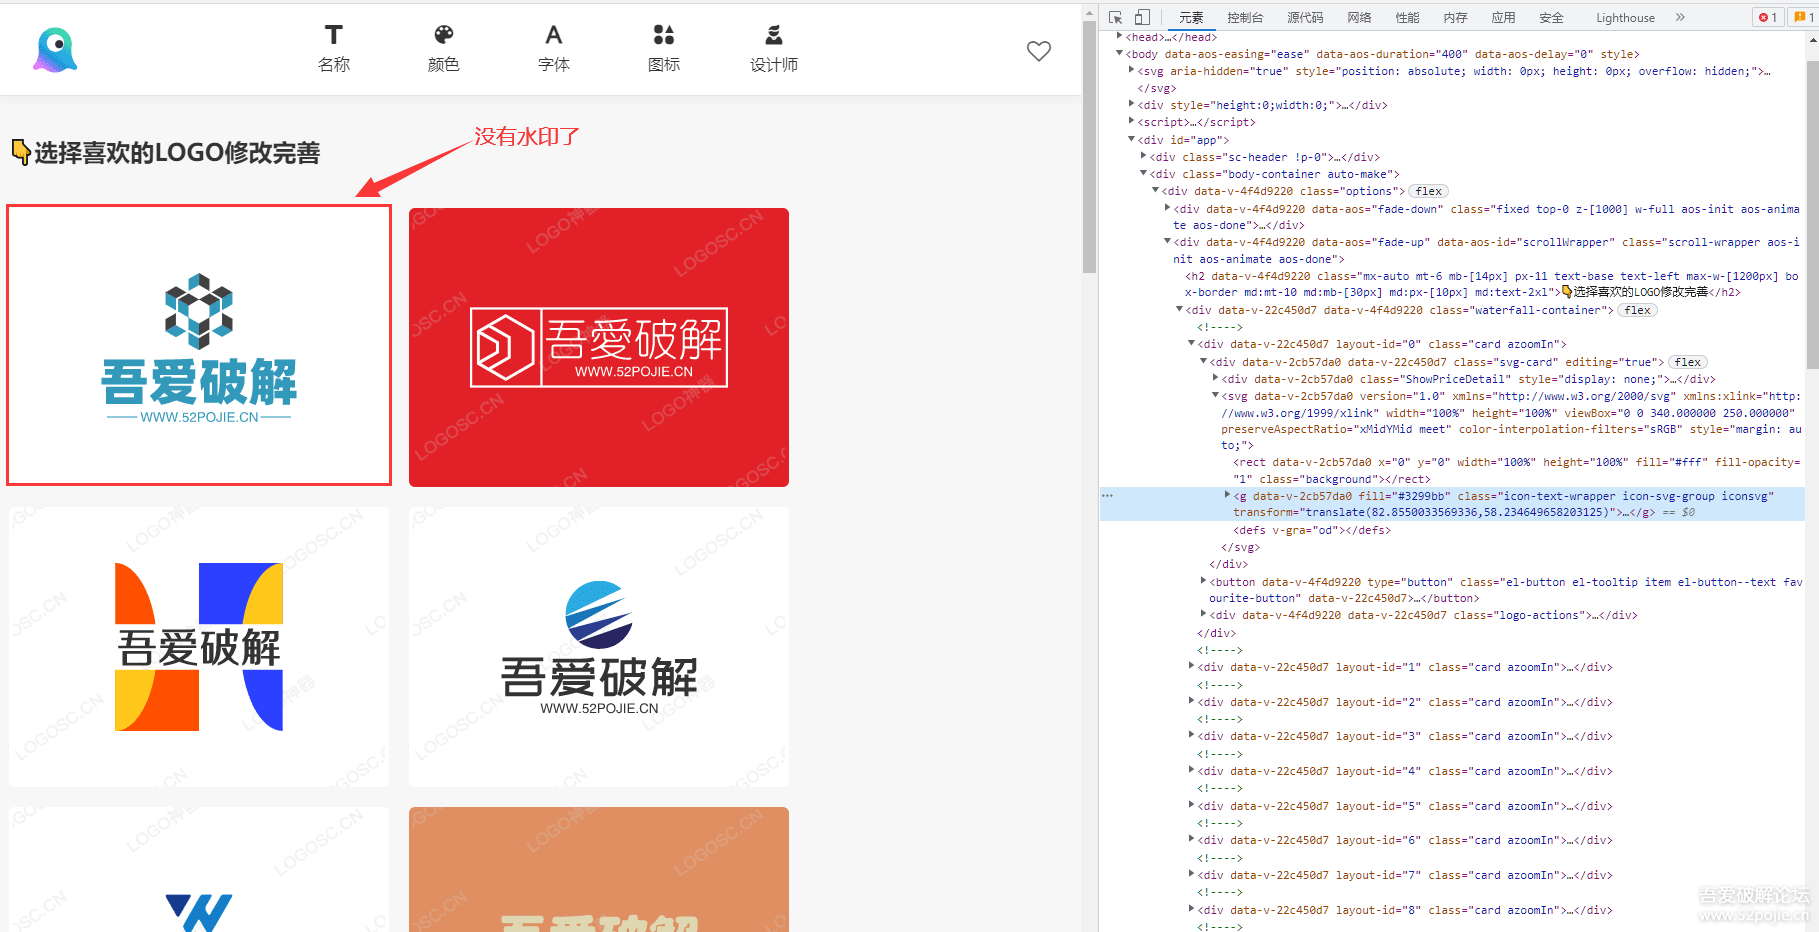 名称
颜色
字体
图标
设计师
👇选择喜欢的LOGO修改完善
没有水印了
吾爱破解
WWW.52POJIE.CN
吾愛破解
WWW.52POJIE.CN
LOGO神器
LOGOSC.CN
吾爱破解
吾爱破解
WWW.52POJIE.CN
吾爱破解
元素 控制台 源代码 网络 性能 内存 应用 安全 Lighthouse » 1 1
<head>…</head>
<body data-aos-easing="ease" data-aos-duration="400" data-aos-delay="0" style>
<svg aria-hidden="true" style="position: absolute; width: 0px; height: 0px; overflow: hidden;">…
</svg>
<div style="height:0;width:0;">…</div>
<script>…</script>
<div id="app">
<div class="sc-header !p-0">…</div>
<div class="body-container auto-make">
<div data-v-4f4d9220 class="options"> flex
<div data-v-4f4d9220 data-aos="fade-down" class="fixed top-0 z-[1000] w-full aos-init aos-anima
te aos-done">…</div>
<div data-v-4f4d9220 data-aos="fade-up" data-aos-id="scrollWrapper" class="scroll-wrapper aos-i
nit aos-animate aos-done">
<h2 data-v-4f4d9220 class="mx-auto mt-6 mb-[14px] px-11 text-base text-left max-w-[1200px] bo
x-border md:mt-10 md:mb-[30px] md:px-[10px] md:text-2xl">👇选择喜欢的LOGO修改完善</h2>
<div data-v-22c450d7 data-v-4f4d9220 class="waterfall-container"> flex
<!---->
<div data-v-22c450d7 layout-id="0" class="card azoomIn">
<div data-v-2cb57da0 data-v-22c450d7 class="svg-card" editing="true"> flex
<div data-v-2cb57da0 class="ShowPriceDetail" style="display: none;">…</div>
<svg data-v-2cb57da0 version="1.0" xmlns="http://www.w3.org/2000/svg" xmlns:xlink="http:
//www.w3.org/1999/xlink" width="100%" height="100%" viewBox="0 0 340.000000 250.000000"
preserveAspectRatio="xMidYMid meet" color-interpolation-filters="sRGB" style="margin: au
to;">
<rect data-v-2cb57da0 x="0" y="0" width="100%" height="100%" fill="#fff" fill-opacity=
"1" class="background"></rect>
<g data-v-2cb57da0 fill="#3299bb" class="icon-text-wrapper icon-svg-group iconsvg"
transform="translate(82.8550033569336,58.234649658203125)">…</g> == $0
<defs v-gra="od"></defs>
</svg>
</div>
<button data-v-4f4d9220 type="button" class="el-button el-tooltip item el-button--text fav
ourite-button" data-v-22c450d7>…</button>
<div data-v-4f4d9220 data-v-22c450d7 class="logo-actions">…</div>
</div>
<!---->
<div data-v-22c450d7 layout-id="1" class="card azoomIn">…</div>
<!---->
<div data-v-22c450d7 layout-id="2" class="card azoomIn">…</div>
<!---->
<div data-v-22c450d7 layout-id="3" class="card azoomIn">…</div>
<!---->
<div data-v-22c450d7 layout-id="4" class="card azoomIn">…</div>
<!---->
<div data-v-22c450d7 layout-id="5" class="card azoomIn">…</div>
<!---->
<div data-v-22c450d7 layout-id="6" class="card azoomIn">…</div>
<!---->
<div data-v-22c450d7 layout-id="7" class="card azoomIn">…</div>
<!---->
<div data-v-22c450d7 layout-id="8" class="card azoomIn">…</div>
<!---->
吾爱破解论坛
www.52pojie.cn